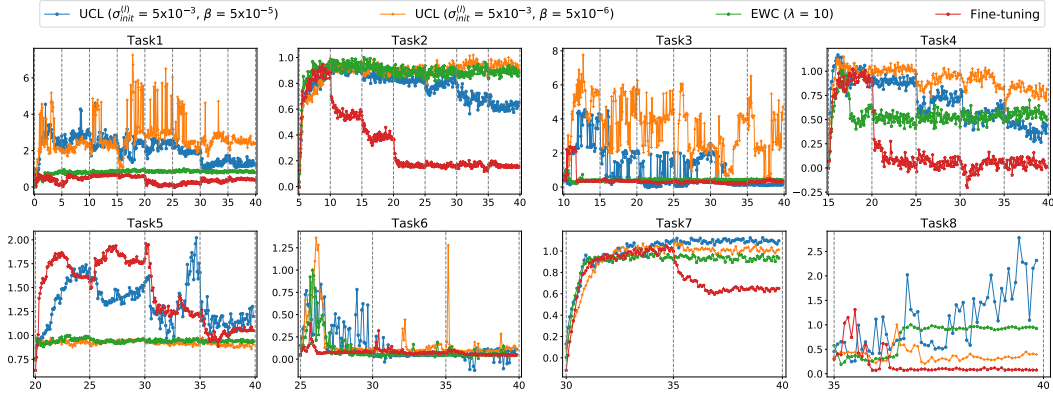 UCL (σ_init^(l) = 5x10⁻³, β = 5x10⁻⁵) UCL (σ_init^(l) = 5x10⁻³, β = 5x10⁻⁶) EWC (λ = 10) Fine-tuning
Task1 Task2 Task3 Task4
6 4 2 0
0 5 10 15 20 25 30 35 40
1.0 0.8 0.6 0.4 0.2 0.0
5 10 15 20 25 30 35 40
8 6 4 2 0
10 15 20 25 30 35 40
1.0 0.75 0.50 0.25 0.00 −0.25
15 20 25 30 35 40
Task5 Task6 Task7 Task8
2.00 1.75 1.50 1.25 1.00 0.75
20 25 30 35 40
1.25 1.00 0.75 0.50 0.25 0.00
25 30 35 40
1.0 0.8 0.6 0.4 0.2 0.0
30 35 40
2.5 2.0 1.5 1.0 0.5 0.0
35 40